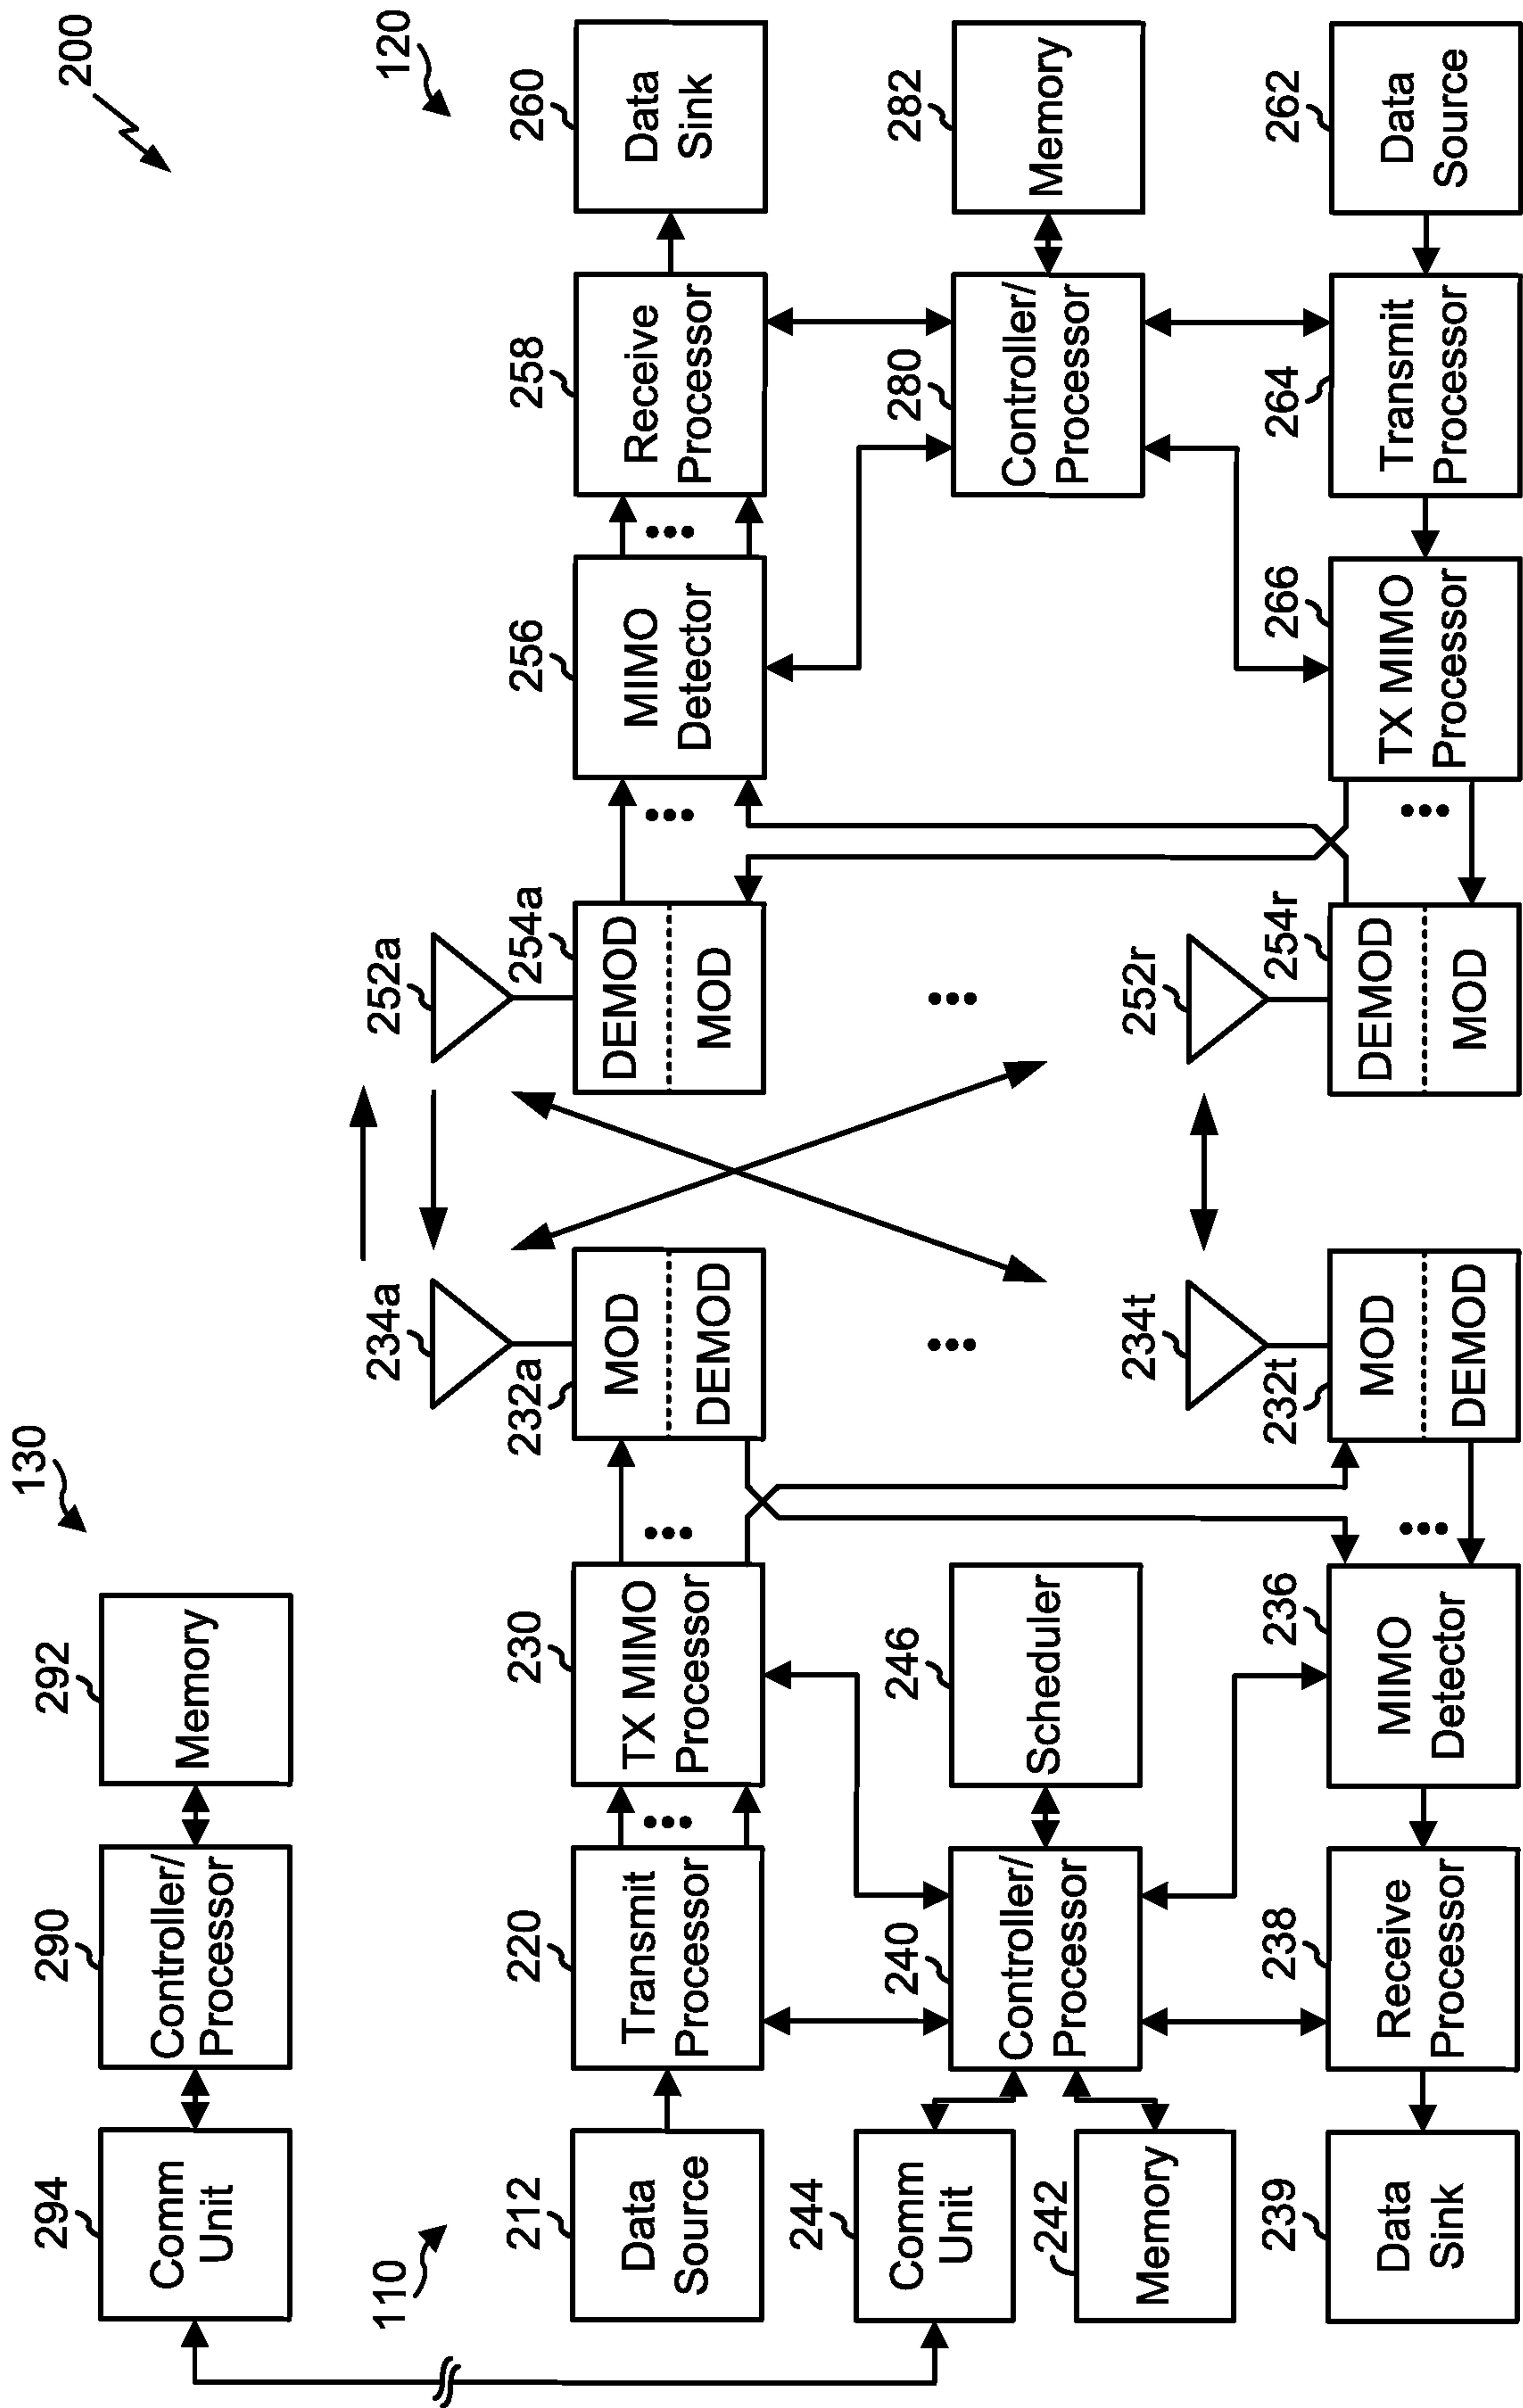 200
130
294
Comm
Unit
290
Controller/
Processor
292
Memory
110
120
212
Data
Source
220
Transmit
Processor
230
TX MIMO
Processor
234a
232a
MOD
DEMOD
252a
254a
DEMOD
MOD
256
MIMO
Detector
258
Receive
Processor
260
Data
Sink
244
Comm
Unit
242
Memory
240
Controller/
Processor
246
Scheduler
280
Controller/
Processor
282
Memory
239
Data
Sink
238
Receive
Processor
236
MIMO
Detector
234t
232t
MOD
DEMOD
252r
254r
DEMOD
MOD
266
TX MIMO
Processor
264
Transmit
Processor
262
Data
Source